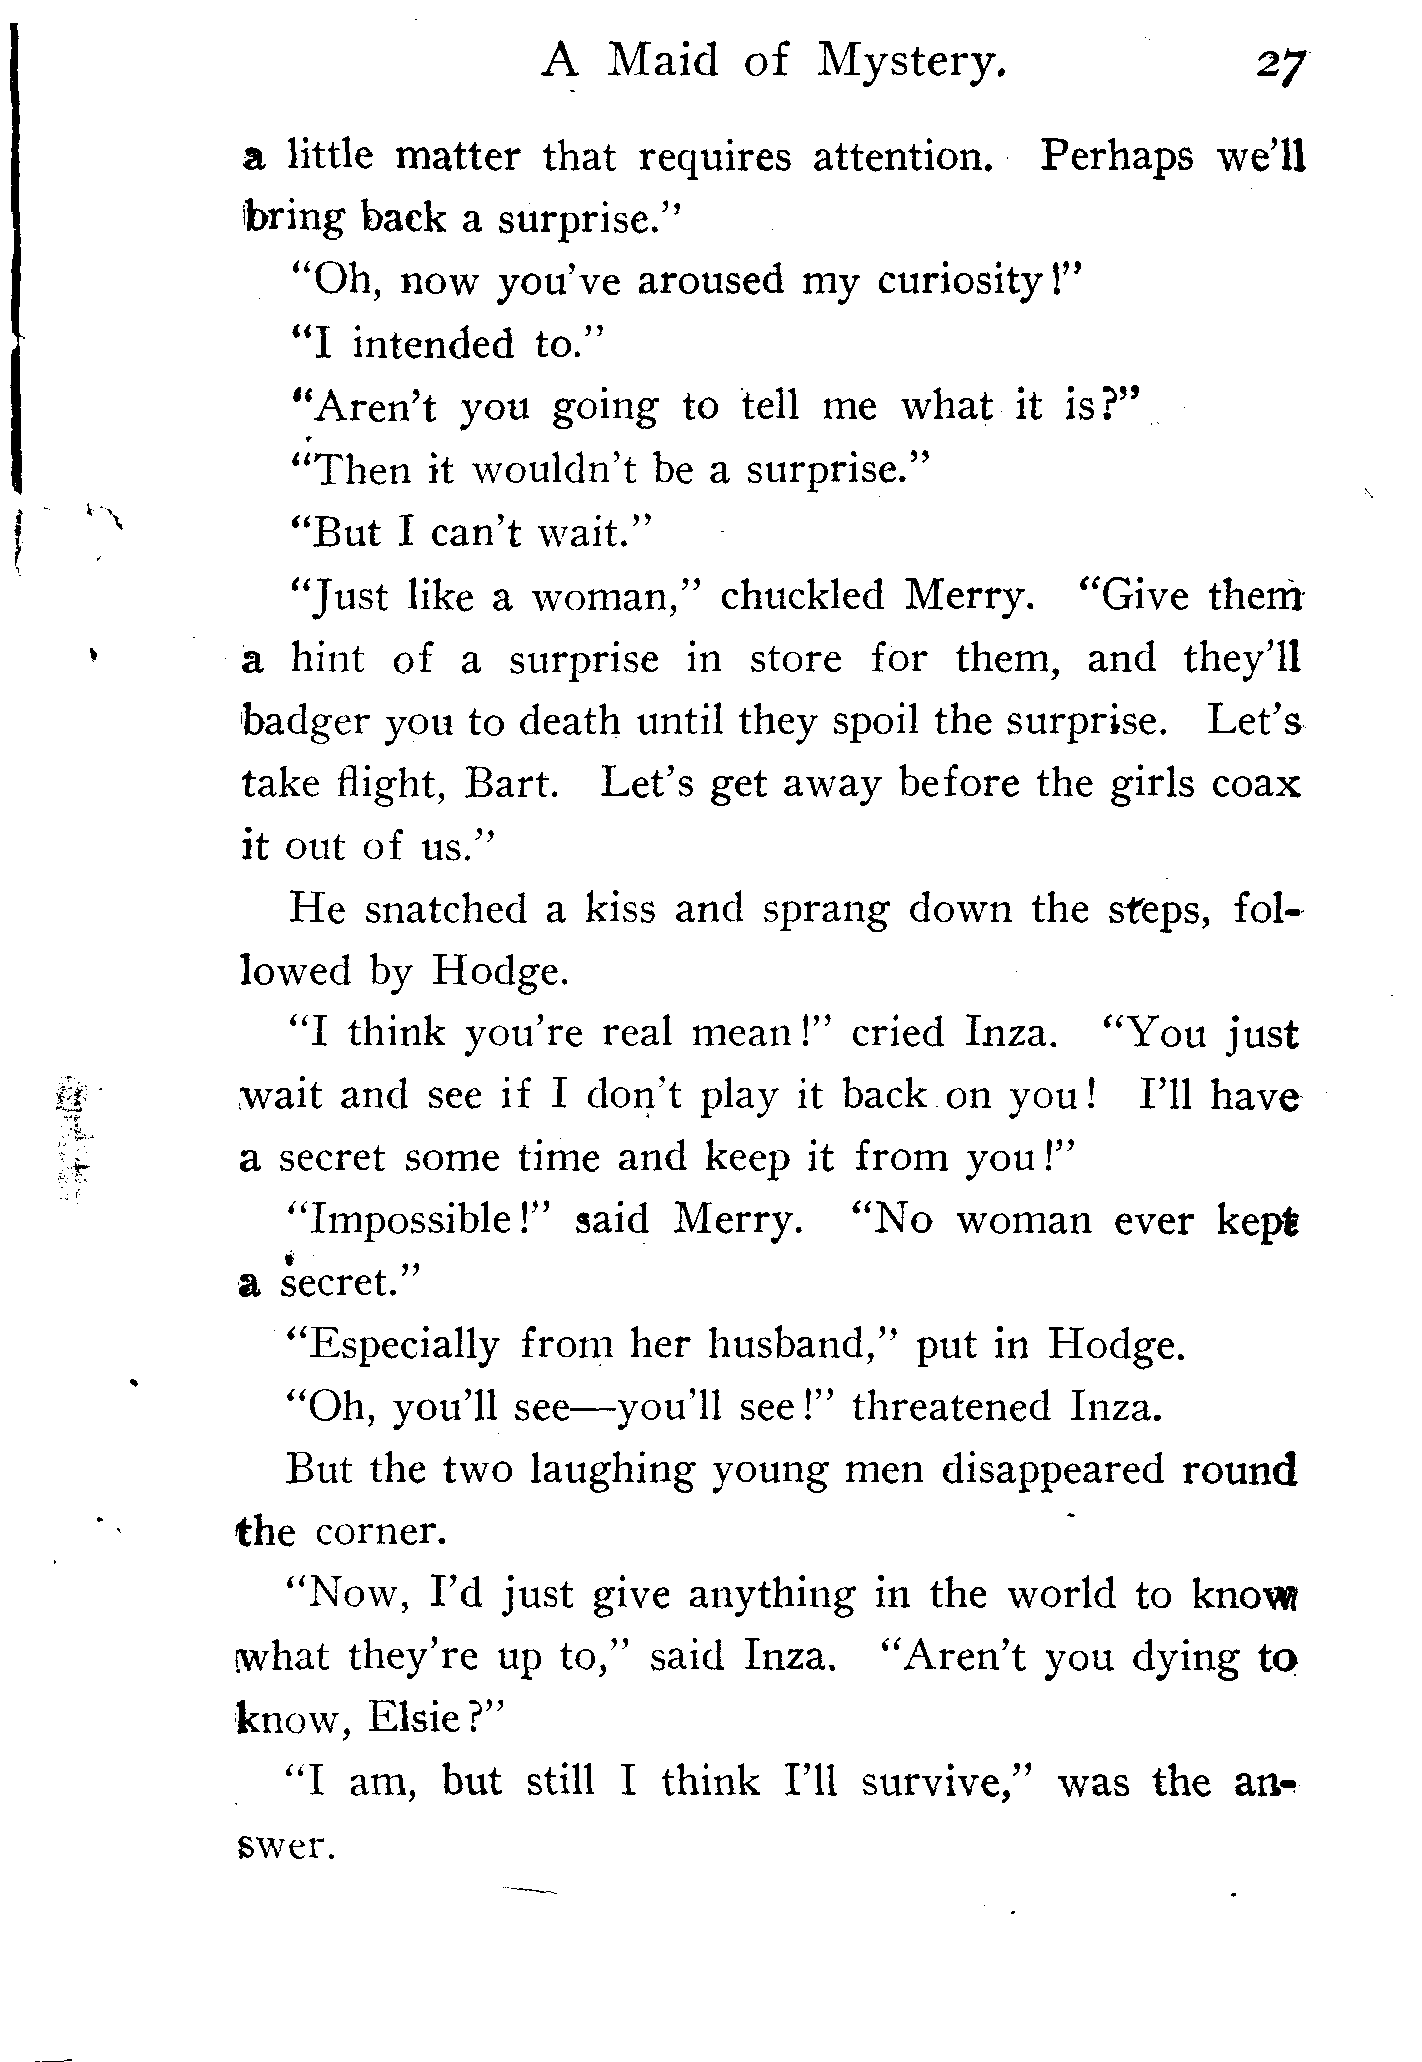 A Maid of Mystery. 27
a little matter that requires attention. Perhaps we'll
bring back a surprise."
"Oh, now you've aroused my curiosity!"
"I intended to."
"Aren't you going to tell me what it is?"
"Then it wouldn't be a surprise."
"But I can't wait."
"Just like a woman," chuckled Merry. "Give them
a hint of a surprise in store for them, and they'll
badger you to death until they spoil the surprise. Let's
take flight, Bart. Let's get away before the girls coax
it out of us."
He snatched a kiss and sprang down the steps, fol-
lowed by Hodge.
"I think you're real mean!" cried Inza. "You just
wait and see if I don't play it back on you! I'll have
a secret some time and keep it from you!"
"Impossible!" said Merry. "No woman ever kept
a secret."
"Especially from her husband," put in Hodge.
"Oh, you'll see—you'll see!" threatened Inza.
But the two laughing young men disappeared round
the corner.
"Now, I'd just give anything in the world to know
what they're up to," said Inza. "Aren't you dying to
know, Elsie?"
"I am, but still I think I'll survive," was the an-
swer.